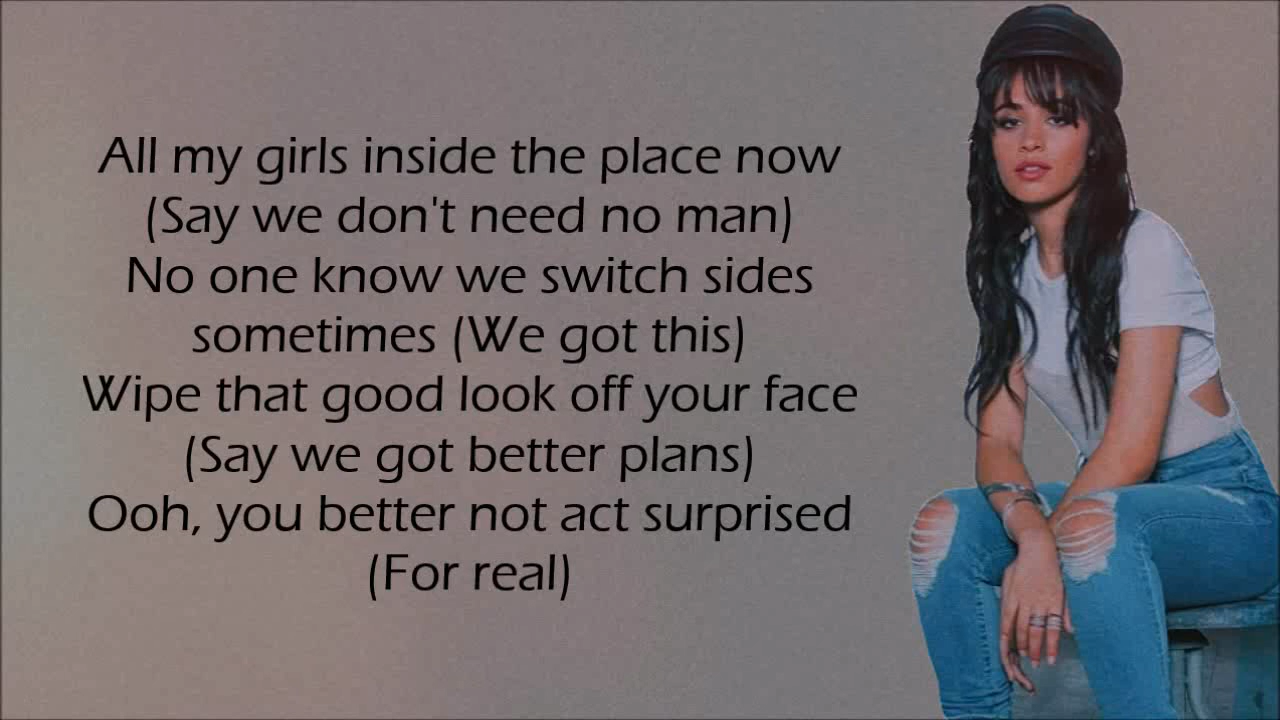 All my girls inside the place now
(Say we don't need no man)
No one know we switch sides
sometimes (We got this)
Wipe that good look off your face
(Say we got better plans)
Ooh, you better not act surprised
(For real)